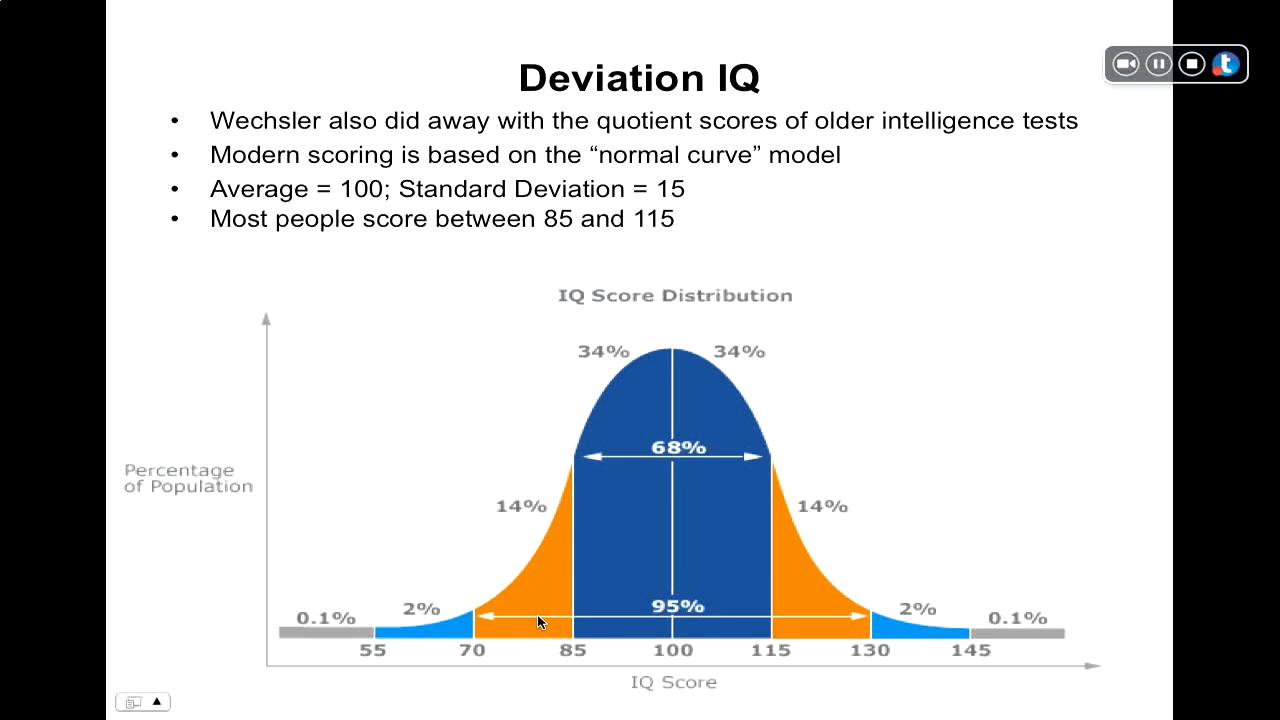 Deviation IQ
• Wechsler also did away with the quotient scores of older intelligence tests
• Modern scoring is based on the “normal curve” model
• Average = 100; Standard Deviation = 15
• Most people score between 85 and 115
IQ Score Distribution
34% 34%
68%
Percentage
of Population
14% 14%
95%
0.1% 2% 2% 0.1%
55 70 85 100 115 130 145
IQ Score
t